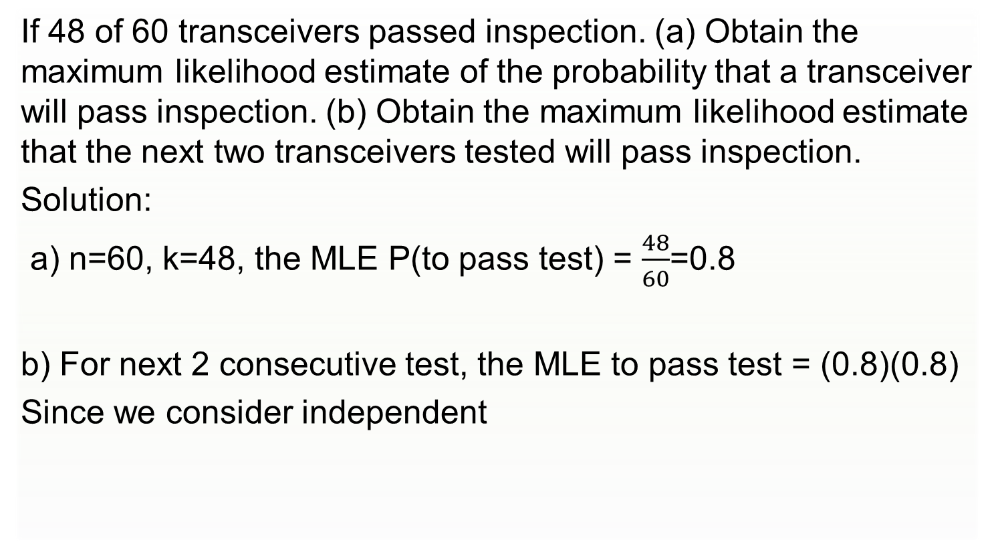 If 48 of 60 transceivers passed inspection. (a) Obtain the
maximum likelihood estimate of the probability that a transceiver
will pass inspection. (b) Obtain the maximum likelihood estimate
that the next two transceivers tested will pass inspection.
Solution:
a) n=60, k=48, the MLE P(to pass test) = 48/60=0.8
b) For next 2 consecutive test, the MLE to pass test = (0.8)(0.8)
Since we consider independent